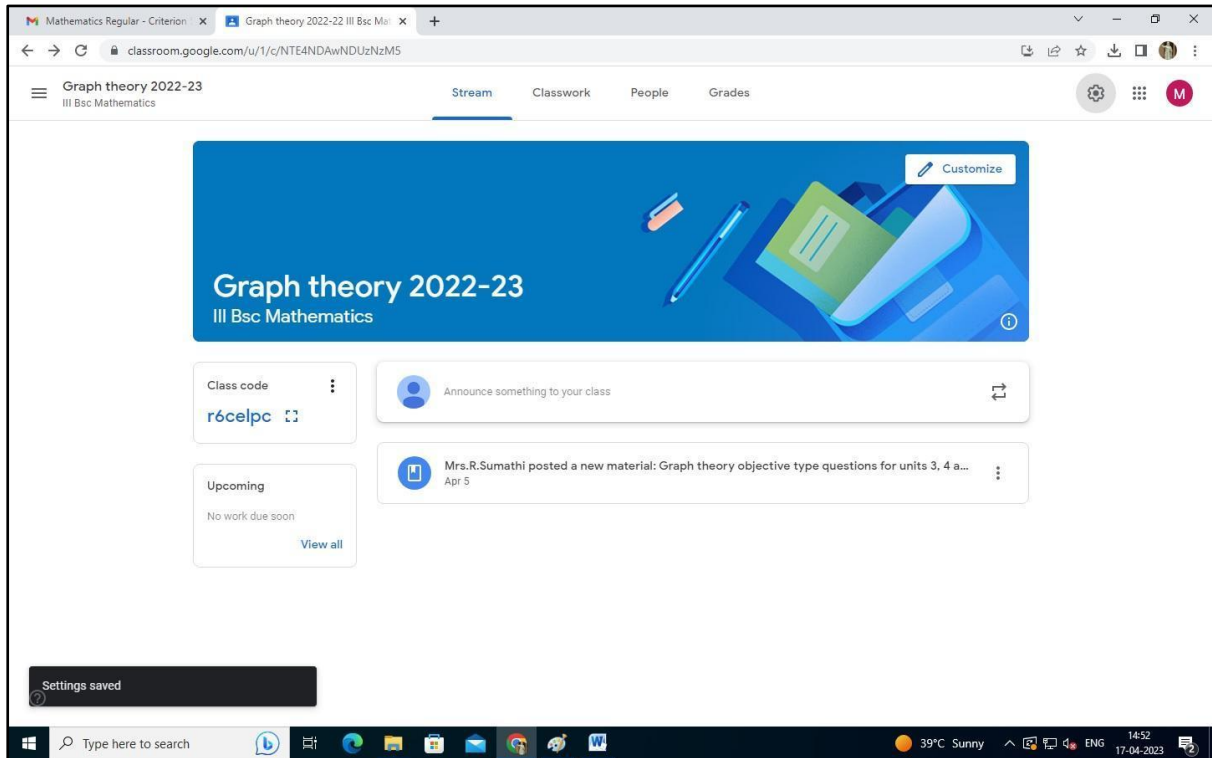 Mathematics Regular - Criterion
Graph theory 2022-22 III Bsc Mat
classroom.google.com/u/1/c/NTE4NDAwNDUzNzM5
Graph theory 2022-23
III Bsc Mathematics
Stream
Classwork
People
Grades
M
Customize
Graph theory 2022-23
III Bsc Mathematics
Class code
r6celpc
Announce something to your class
Mrs.R.Sumathi posted a new material: Graph theory objective type questions for units 3, 4 a...
Apr 5
Upcoming
No work due soon
View all
Settings saved
Type here to search
39°C Sunny
ENG
14:52
17-04-2023
2